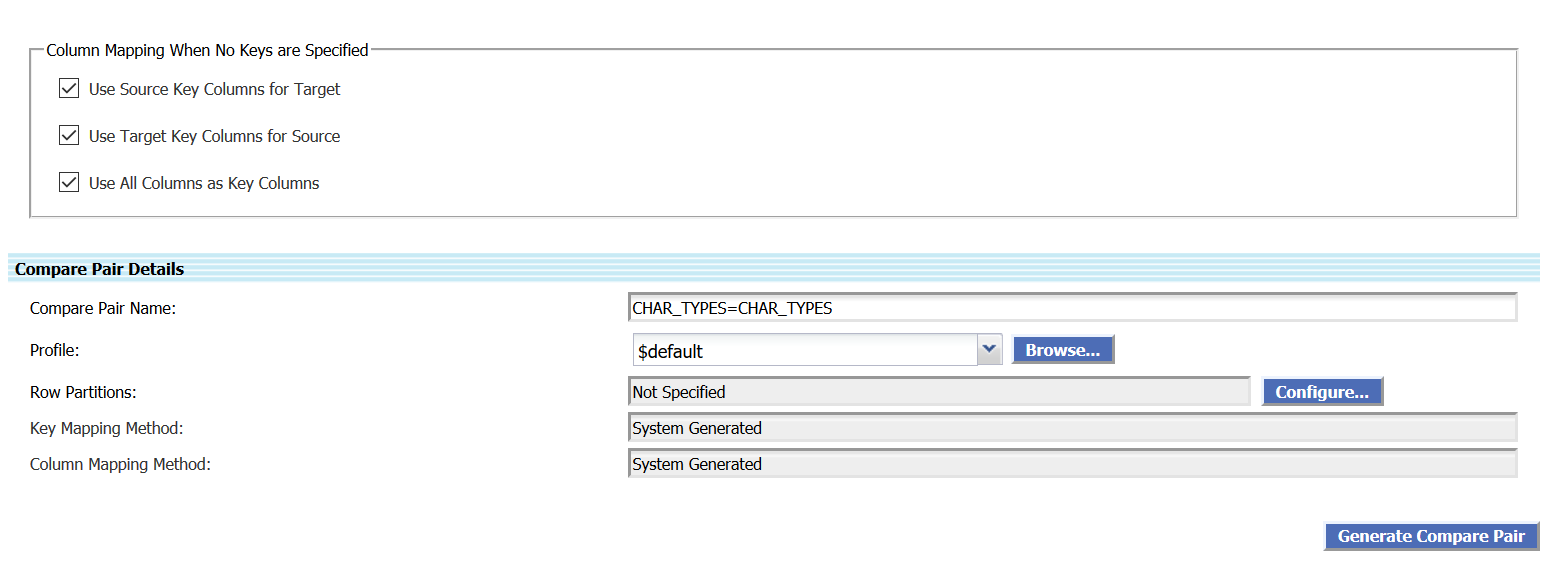 Column Mapping When No Keys are Specified
Use Source Key Columns for Target
Use Target Key Columns for Source
Use All Columns as Key Columns
Compare Pair Details
Compare Pair Name: CHAR_TYPES=CHAR_TYPES
Profile: $default Browse...
Row Partitions: Not Specified Configure...
Key Mapping Method: System Generated
Column Mapping Method: System Generated
Generate Compare Pair